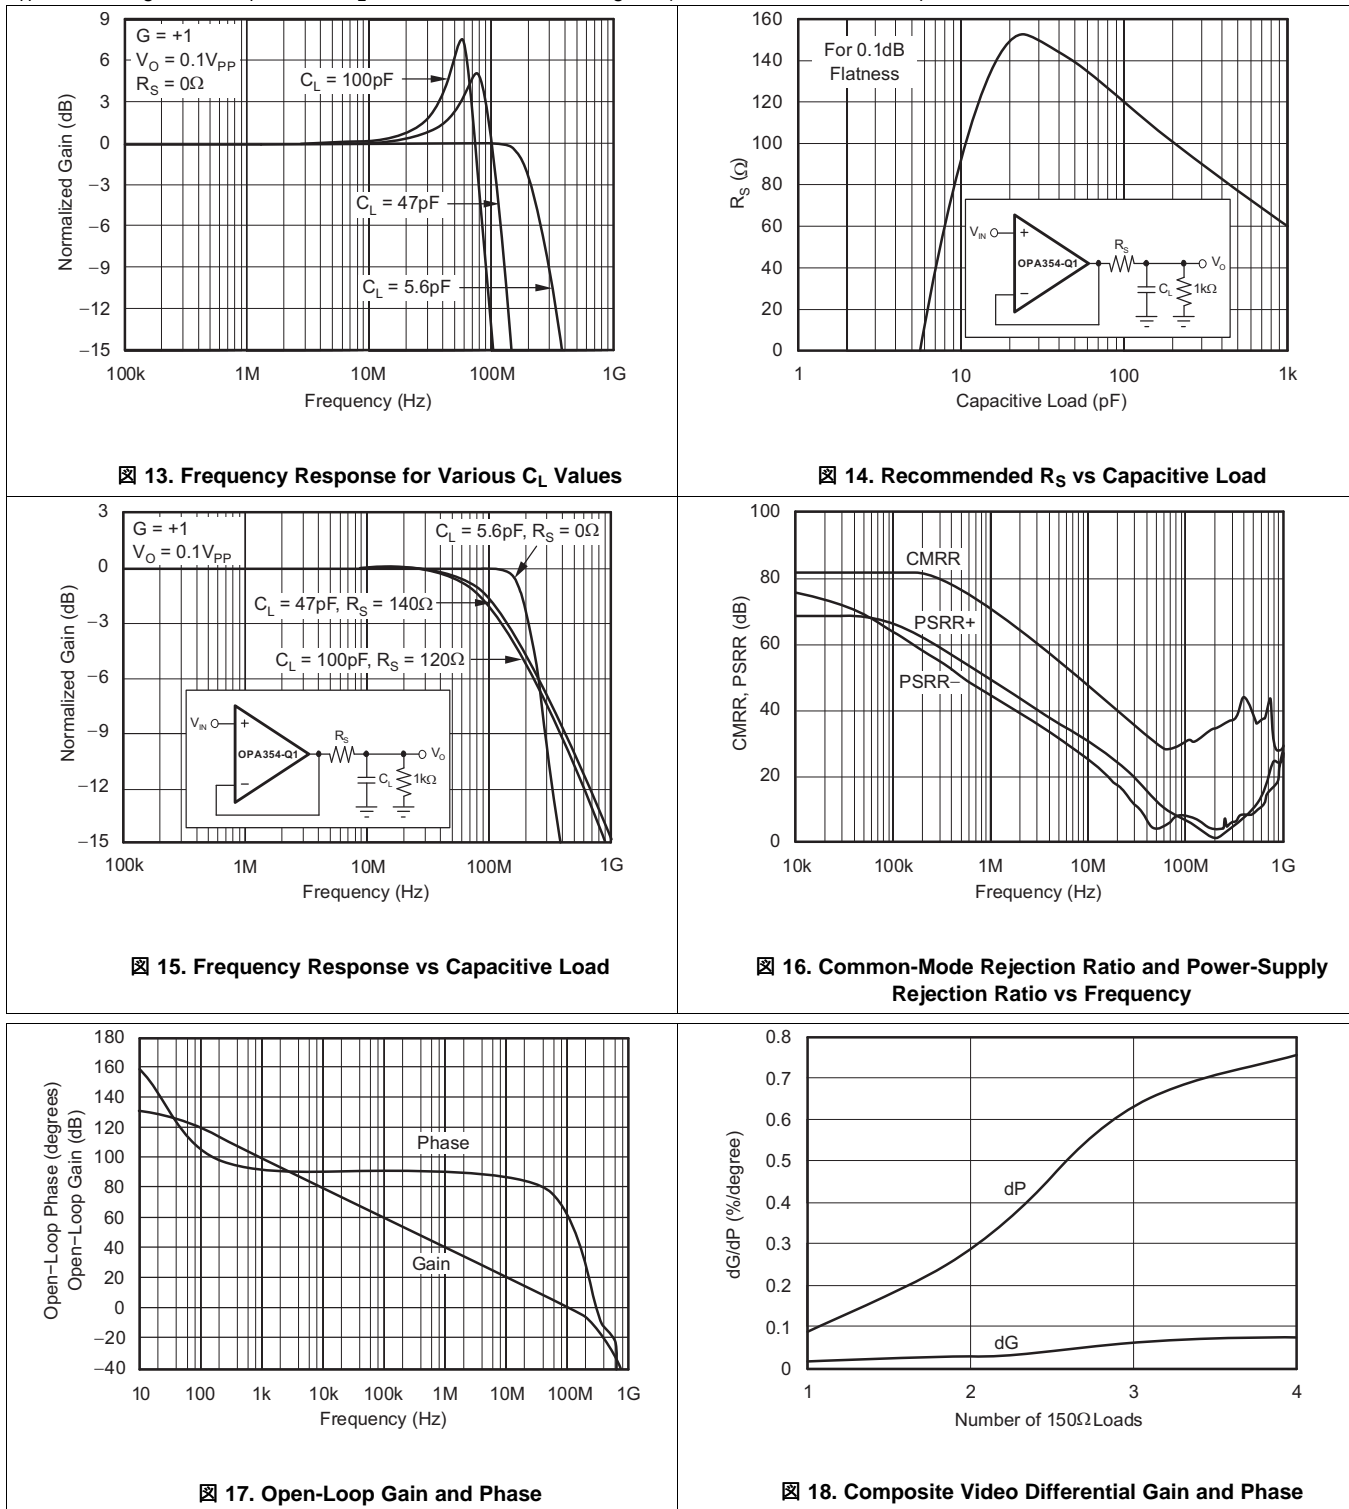 9
6
3
0
−3
−6
−9
−12
−15
Normalized Gain (dB)
G = +1
V_O = 0.1V_PP
R_S = 0Ω
C_L = 100pF
C_L = 47pF
C_L = 5.6pF
100k 1M 10M 100M 1G
Frequency (Hz)
図 13. Frequency Response for Various C_L Values
160
140
120
100
80
60
40
20
0
R_S (Ω)
For 0.1dB
Flatness
V_IN
+
−
OPA354-Q1
R_S
V_O
C_L
1kΩ
1 10 100 1k
Capacitive Load (pF)
図 14. Recommended R_S vs Capacitive Load
3
0
−3
−6
−9
−12
−15
Normalized Gain (dB)
G = +1
V_O = 0.1V_PP
C_L = 5.6pF, R_S = 0Ω
C_L = 47pF, R_S = 140Ω
C_L = 100pF, R_S = 120Ω
V_IN
+
−
OPA354-Q1
R_S
V_O
C_L
1kΩ
100k 1M 10M 100M 1G
Frequency (Hz)
図 15. Frequency Response vs Capacitive Load
100
80
60
40
20
0
CMRR, PSRR (dB)
CMRR
PSRR+
PSRR−
10k 100k 1M 10M 100M 1G
Frequency (Hz)
図 16. Common-Mode Rejection Ratio and Power-Supply
Rejection Ratio vs Frequency
180
160
140
120
100
80
60
40
20
0
−20
−40
Open−Loop Phase (degrees)
Open−Loop Gain (dB)
Phase
Gain
10 100 1k 10k 100k 1M 10M 100M 1G
Frequency (Hz)
図 17. Open-Loop Gain and Phase
0.8
0.7
0.6
0.5
0.4
0.3
0.2
0.1
0
dG/dP (%/degree)
dP
dG
1 2 3 4
Number of 150Ω Loads
図 18. Composite Video Differential Gain and Phase